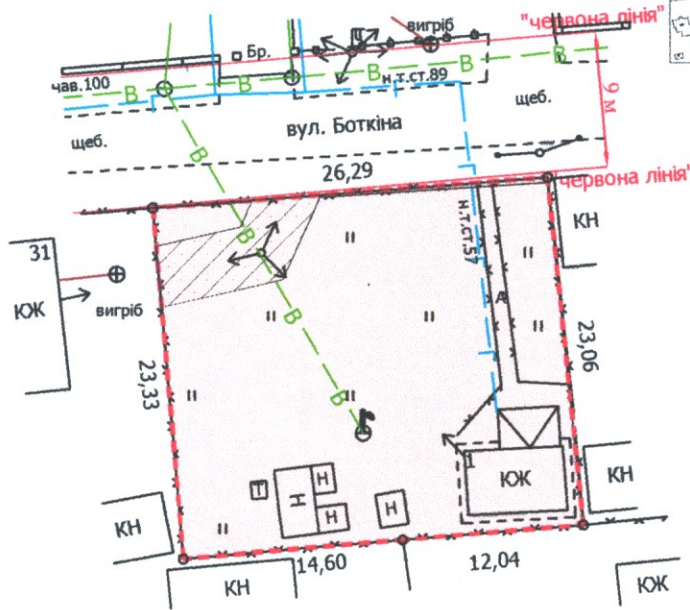 "червона лінія"
вигріб
Бр.
чав.100
В
В
В
В
н.т.ст.89
9 м
щеб.
щеб.
вул. Боткіна
В
26,29
червона лінія"
КН
31
В
н.т.ст.57
вигріб
КЖ
А
В
23,33
23,06
В
1
КЖ
КН
Т
Н
Н
Н
Н
КН
14,60
12,04
КН
КЖ